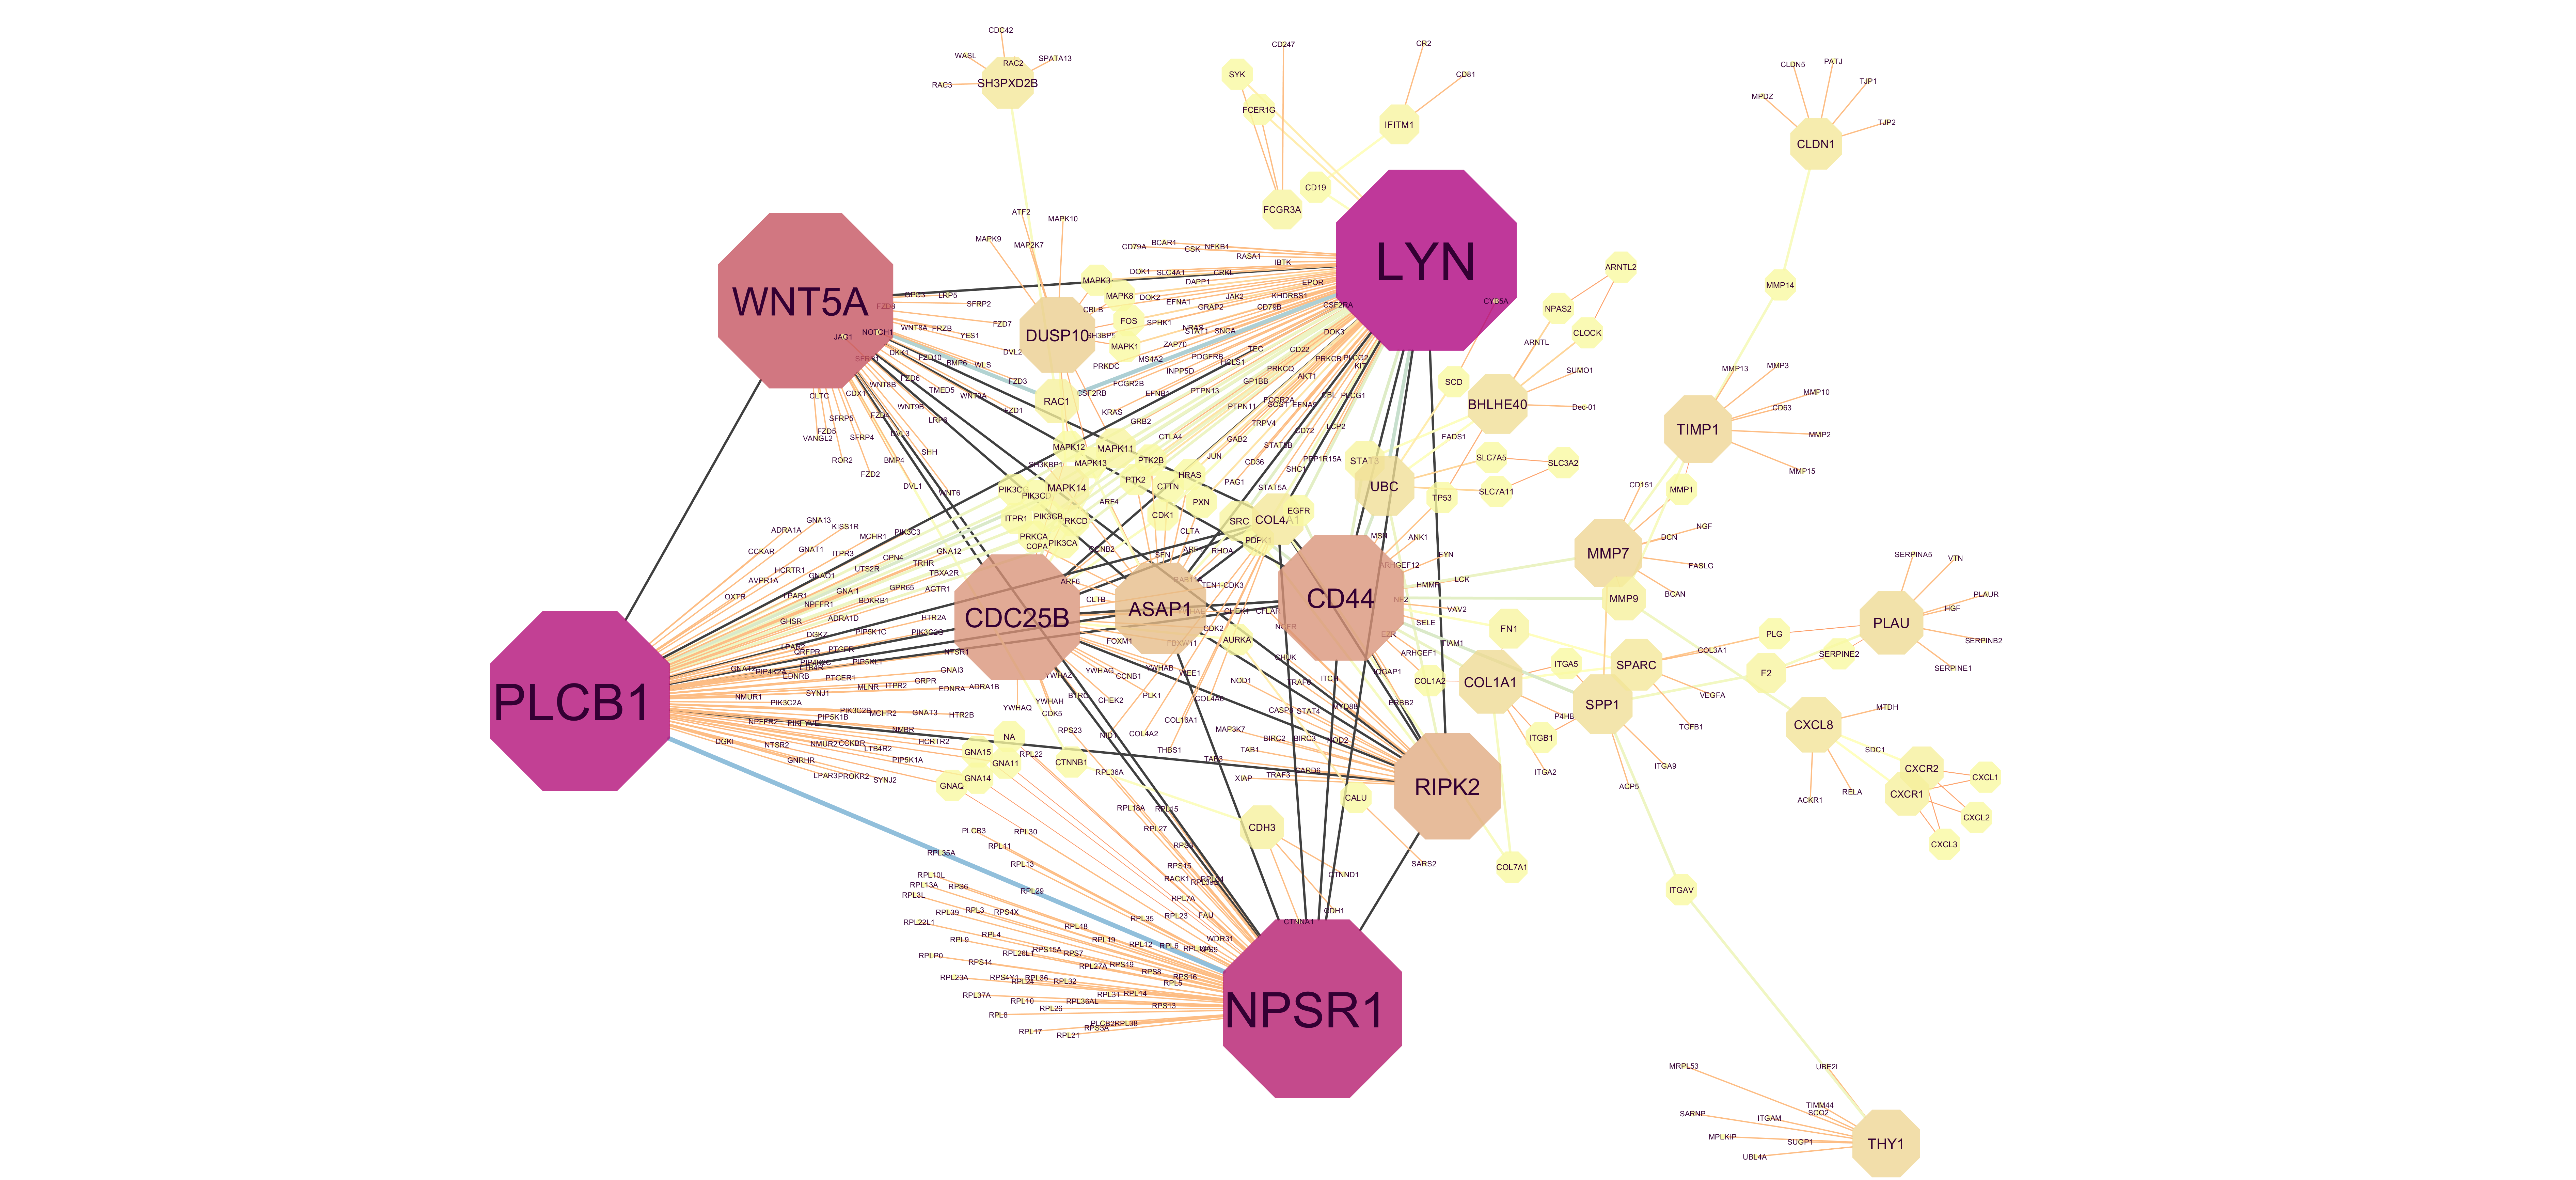 CDC42
WASL
RAC2
SPATA13
SH3PXD2B
RAC3
CD247
SYK
FCER1G
CR2
CD81
IFITM1
CD19
FCGR3A
CLDN5
PATJ
TJP1
MPDZ
TJP2
CLDN1
MMP14
LYN
WNT5A
ATF2
MAPK10
MAPK9
MAP2K7
DUSP10
MAPK3
MAPK8
FOS
MAPK1
RAC1
CD79A
BCAR1
CSK
NFKB1
RASA1
IBTK
DOK1
SLC4A1
CRKL
DAPP1
EPOR
CBLB
DOK2
EFNA1
JAK2
KHDRBS1
GRAP2
CD79B
CSF2RA
SPHK1
NRAS
STAT1
SNCA
DOK3
ZAP70
MS4A2
PDGFRB
HCLS1
TEC
CD22
PRKCB
PLCG2
KIT
PRKDC
INPP5D
PRKCQ
FCGR2B
GP1BB
AKT1
EFNB1
PTPN13
CBL
PLCG1
FCGR2A
KRAS
PTPN11
SOS1
EFNA5
GRB2
TRPV4
CD72
LCP2
CTLA4
GAB2
STAT5B
JUN
CD36
SHC1
PPP1R15A
PAG1
STAT5A
GPC3
LRP5
SFRP2
FZD8
FZD7
NOTCH1
WNT8A
FRZB
YES1
JAG1
DVL2
DKK1
FZD10
BMP6
WLS
FZD6
FZD3
WNT8B
TMED5
CLTC
CDX1
WNT9B
FZD1
SFRP5
FZD4
LRP6
FZD5
VANGL2
SFRP4
DVL3
SHH
ROR2
BMP4
FZD2
DVL1
WNT6
ARNTL2
NPAS2
CLOCK
ARNTL
SCD
BHLHE40
SUMO1
Dec-01
FADS1
STAT3
UBC
SLC7A5
SLC3A2
SLC7A11
TP53
MMP13
MMP3
MMP10
CD63
MMP2
MMP15
TIMP1
MMP1
CD151
NGF
DCN
FASLG
BCAN
MMP7
MMP9
MAPK12
MAPK11
SH3KBP1
MAPK13
PTK2B
MAPK14
PTK2
HRAS
CTTN
PXN
ARF4
CDK1
ITPR1
PIK3CB
PRKCA
COPA
PIK3CA
SRC
COL4A1
EGFR
PDPK1
CLTA
RHOA
CCNB2
SFN
ARF6
CLTB
TEN1-CDK3
CHEK1
CFLAR
CDK2
FOXM1
FBXW11
AURKA
CDC25B
ASAP1
CD44
MSN
ANK1
FYN
ARHGEF12
HMMR
LCK
VAV2
SELE
EZR
TIAM1
ARHGEF1
IQGAP1
COL1A2
ERBB2
FN1
ITGA5
SPARC
COL1A1
SPP1
P4HB
ITGB1
ITGA2
ITGA9
ACP5
VEGFA
TGFB1
COL3A1
PLG
F2
SERPINE2
SERPINA5
VTN
PLAUR
HGF
SERPINB2
SERPINE1
PLAU
CXCL8
MTDH
SDC1
ACKR1
RELA
CXCR2
CXCR1
CXCL1
CXCL2
CXCL3
GNA13
KISS1R
ADRA1A
PIK3C3
CCKAR
GNAT1
ITPR3
MCHR1
GNA12
OPN4
HCRTR1
GNAO1
UTS2R
TRHR
TBXA2R
AVPR1A
GNAI1
GPR65
AGTR1
OXTR
LPAR1
NPFFR1
BDKRB1
GHSR
ADRA1D
HTR2A
DGKZ
PIP5K1C
PIK3C2G
LPAR2
QRFPR
PTGFR
NTSR1
GNAT2
PIP4K2A
PIP4K2C
LTB4R
PIP5KL1
GNAI3
EDNRB
PTGER1
ITPR2
GRPR
NMUR1
SYNJ1
MLNR
EDNRA
ADRA1B
PIK3C2A
PIK3C2B
MCHR2
GNAT3
HTR2B
NPFFR2
PIKFYVE
PIP5K1B
NMBR
DGKI
NTSR2
NMUR2
CCKBR
HCRTR2
GNRHR
LTB4R2
PIP5K1A
LPAR3
PROKR2
SYNJ2
PLCB1
NA
GNA15
GNA11
GNA14
GNAQ
YWHAG
YWHAB
WEE1
YWHAZ
CCNB1
YWHAH
BTRC
CHEK2
PLK1
YWHAQ
CDK5
CTNNB1
RPS23
RPL22
RPL36A
NID1
COL4A2
COL16A1
THBS1
NOD1
TRAF6
ITCH
CHUK
CASP8
STAT4
MYD88
MAP3K7
BIRC2
BIRC3
NOD2
TAB1
TAB3
XIAP
TRAF3
CARD6
RIPK2
CALU
SARS2
COL7A1
CDH3
CTNND1
CDH1
CTNNA1
RPL18A
RPL15
RPL27
PLCB3
RPL30
RPL11
RPL35A
RPL13
RPS15
RACK1
RPL10L
RPL13A
RPS6
RPL29
RPL7A
RPL3L
RPL39
RPL3
RPS4X
RPL35
RPL23
FAU
RPL22L1
RPL4
RPL18
RPL9
RPL19
RPL12
RPL6
WDR31
RPLP0
RPS14
RPL26L1
RPS15A
RPS7
RPL27A
RPS19
RPS8
RPS16
RPL5
RPL23A
RPS4Y1
RPL36
RPL24
RPL32
RPL37A
RPL10
RPL31
RPL14
RPL36AL
RPL26
RPS13
RPL8
RPL17
RPL21
RPS3A
PLCB2
RPL38
NPSR1
ITGAV
MRPL53
UBE2I
TIMM44
SCO2
SARNP
ITGAM
MPLKIP
SUGP1
UBL4A
THY1